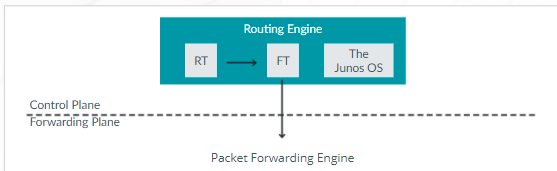 Routing Engine
RT
FT
The
Junos OS
Control Plane
Forwarding Plane
Packet Forwarding Engine